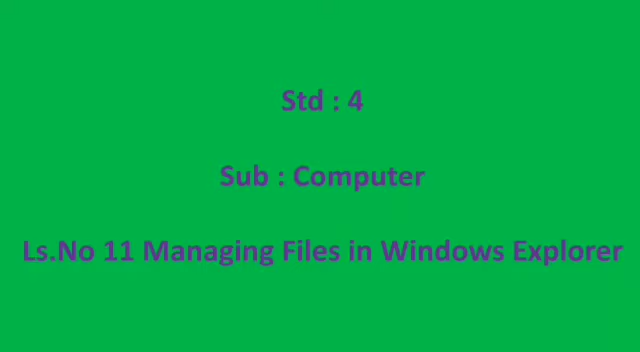 Std : 4
Sub : Computer
Ls.No 11 Managing Files in Windows Explorer